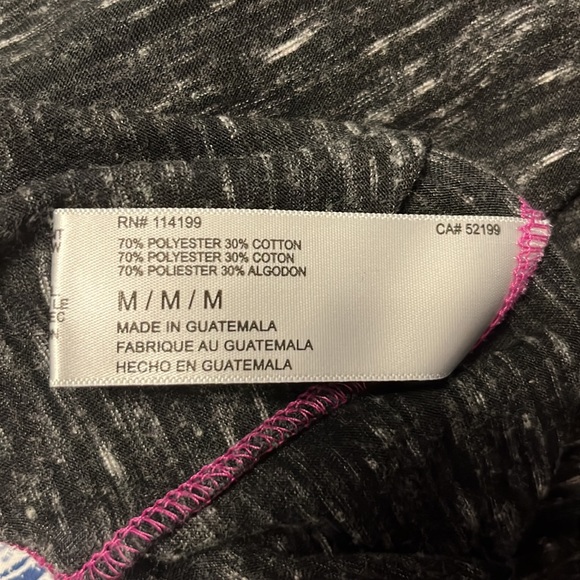 RN# 114199
CA# 52199
70% POLYESTER 30% COTTON
70% POLYESTER 30% COTON
70% POLIESTER 30% ALGODON
M / M / M
MADE IN GUATEMALA
FABRIQUE AU GUATEMALA
HECHO EN GUATEMALA